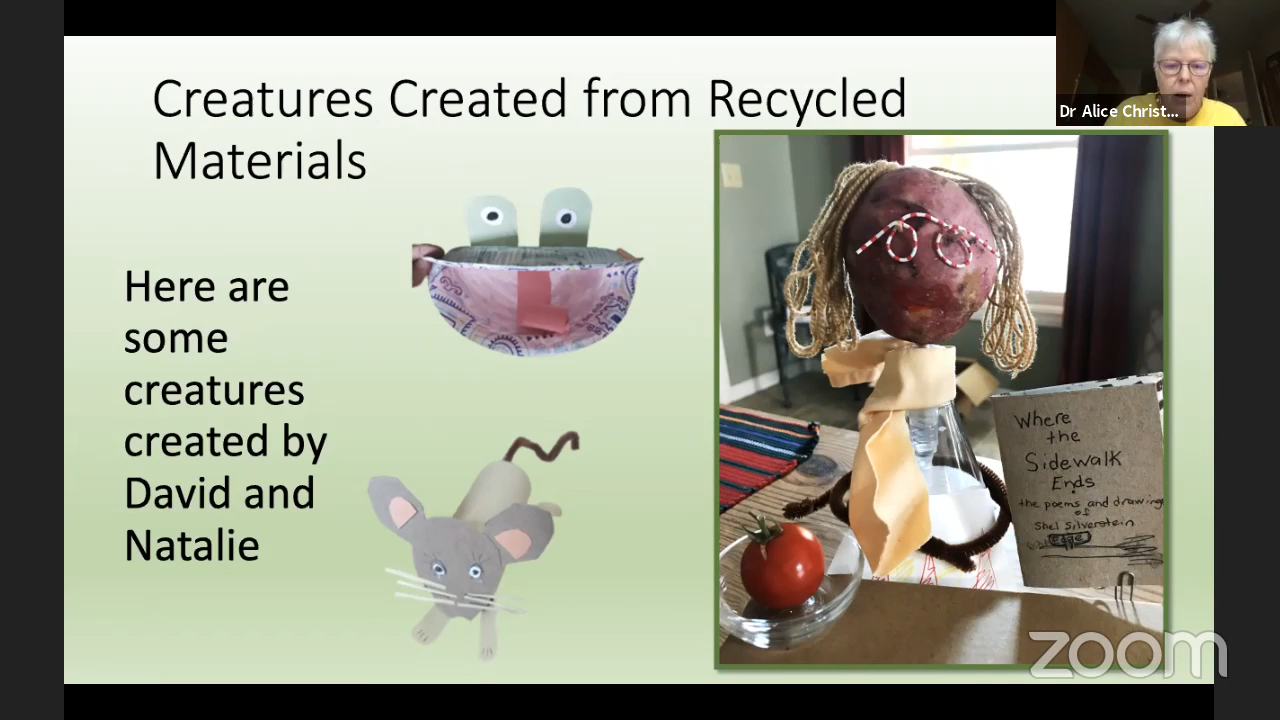 Creatures Created from Recycled
Materials
Here are
some
creatures
created by
David and
Natalie
Dr Alice Christ...
Where
the
Sidewalk
Ends
the poems and drawings
of
Shel Silverstein
zoom